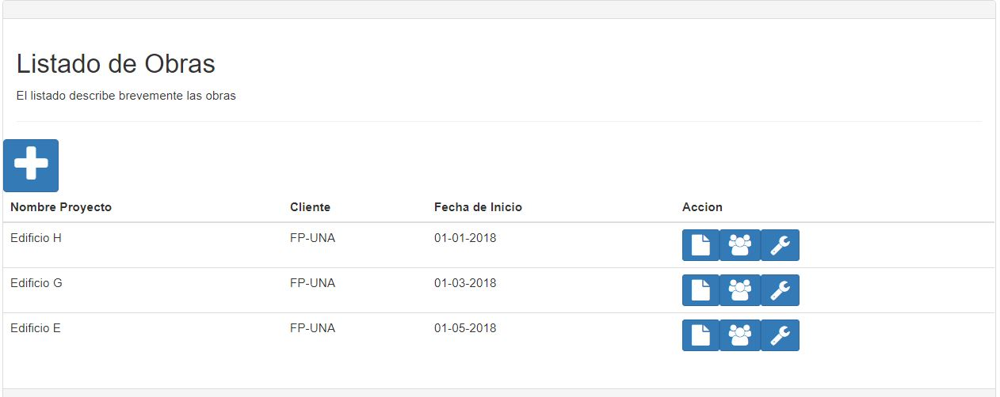 Listado de Obras
El listado describe brevemente las obras
Nombre Proyecto Cliente Fecha de Inicio Accion
Edificio H FP-UNA 01-01-2018
Edificio G FP-UNA 01-03-2018
Edificio E FP-UNA 01-05-2018